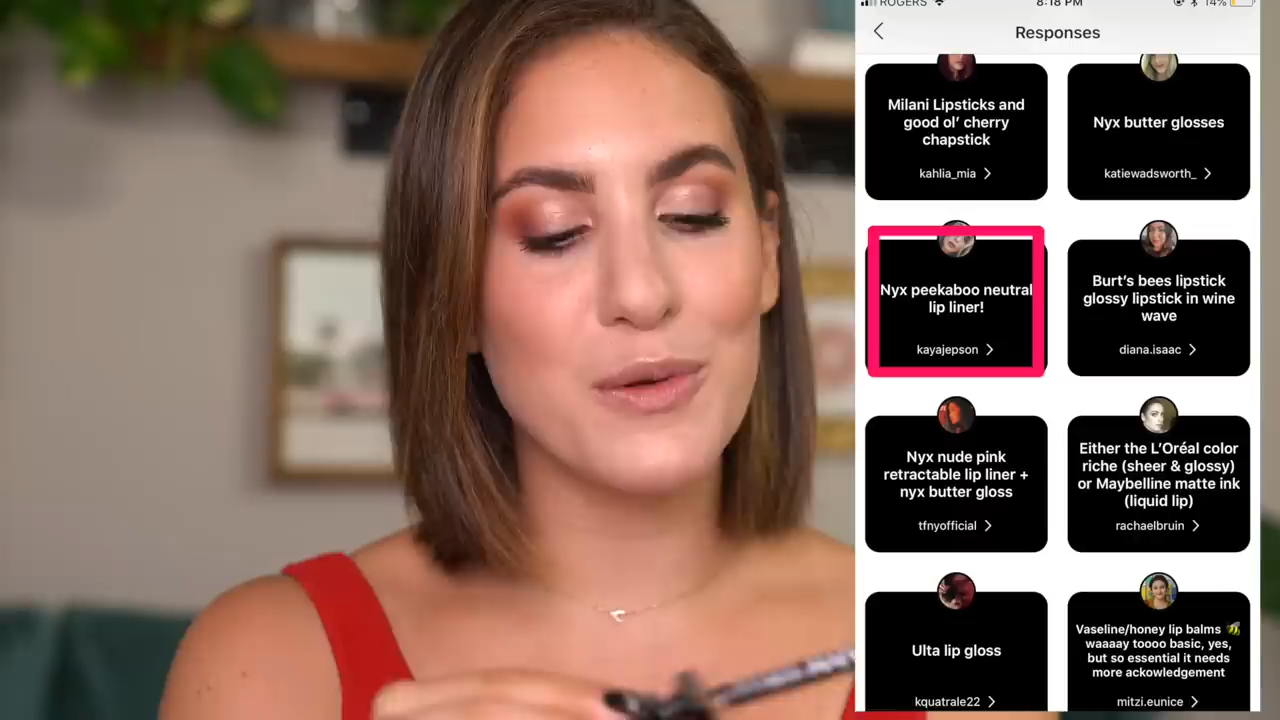 ROGERS 8:18 PM 14%
Responses
Milani Lipsticks and
good ol’ cherry
chapstick
kahlia_mia
Nyx butter glosses
katiewadsworth_
Nyx peekaboo neutral
lip liner!
kayajepson
Burt’s bees lipstick
glossy lipstick in wine
wave
diana.isaac
Nyx nude pink
retractable lip liner +
nyx butter gloss
tfnyofficial
Either the L’Oréal color
riche (sheer & glossy)
or Maybelline matte ink
(liquid lip)
rachaelbruin
Ulta lip gloss
kquatrale22
Vaseline/honey lip balms 🐝
waaaay toooo basic, yes,
but so essential it needs
more ackowledgement
mitzi.eunice